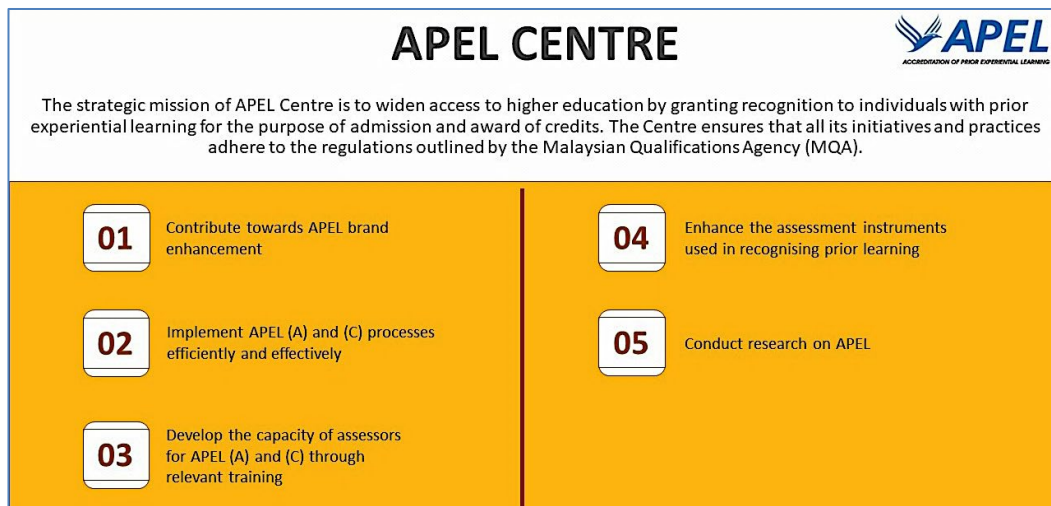 APEL CENTRE
APEL
ACCREDITATION OF PRIOR EXPERIENTIAL LEARNING
The strategic mission of APEL Centre is to widen access to higher education by granting recognition to individuals with prior
experiential learning for the purpose of admission and award of credits. The Centre ensures that all its initiatives and practices
adhere to the regulations outlined by the Malaysian Qualifications Agency (MQA).
01
Contribute towards APEL brand
enhancement
02
Implement APEL (A) and (C) processes
efficiently and effectively
03
Develop the capacity of assessors
for APEL (A) and (C) through
relevant training
04
Enhance the assessment instruments
used in recognising prior learning
05
Conduct research on APEL